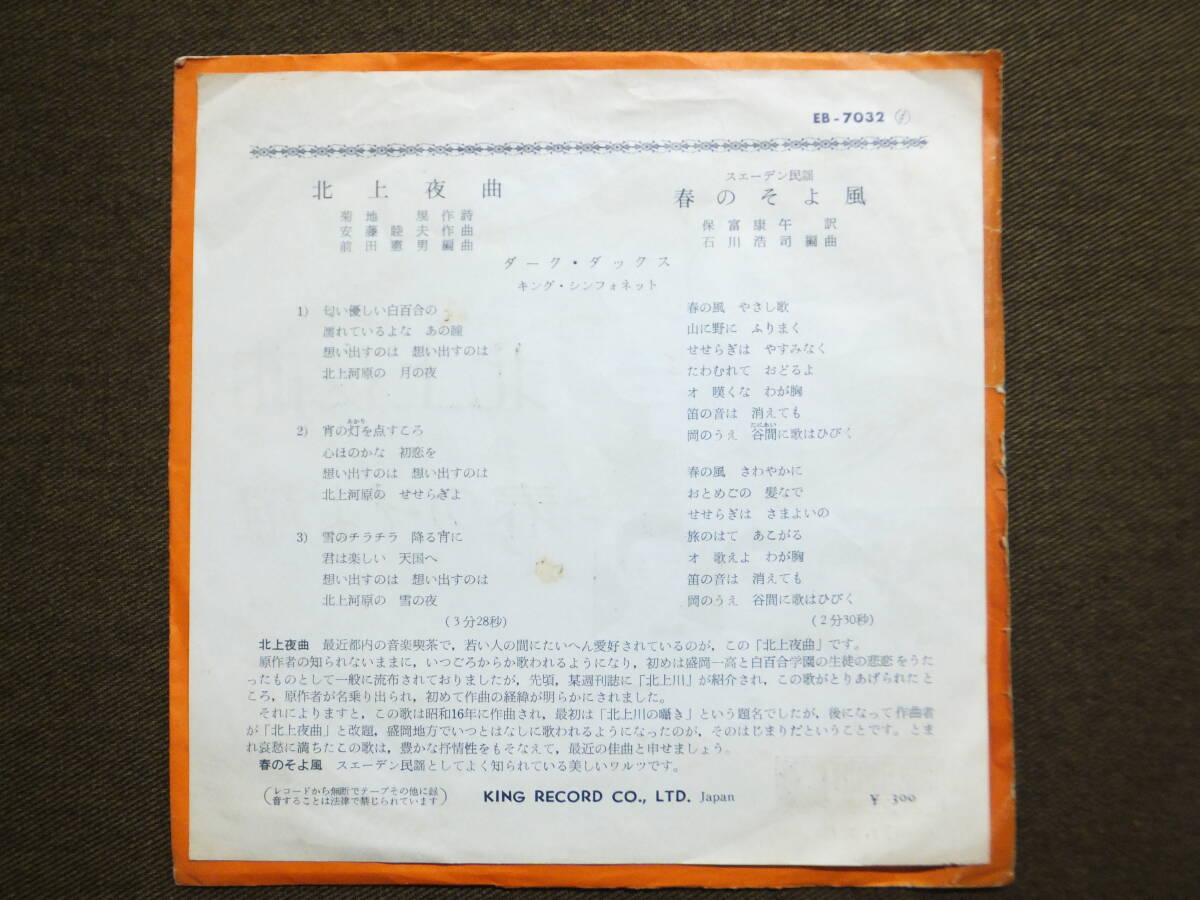 EB-7032
北上夜曲
菊地規作詩
安藤睦夫作曲
前田憲男編曲
スエーデン民謡
春のそよ風
保富康午訳
石川浩司編曲
ダーク・ダックス
キング・シンフォネット
1) 匂い優しい白百合の
濡れているよな あの瞳
想い出すのは 想い出すのは
北上河原の 月の夜
2) 宵の灯を点すころ
あかり
心ほのかな 初恋を
想い出すのは 想い出すのは
北上河原の せせらぎよ
3) 雪のチラチラ 降る宵に
君は楽しい 天国へ
想い出すのは 想い出すのは
北上河原の 雪の夜
(3分28秒)
春の風 やさし歌
山に野に ふりまく
せせらぎは やすみなく
たわむれて おどるよ
オ 嘆くな わが胸
笛の音は 消えても
岡のうえ 谷間に歌はひびく
たにあい
春の風 さわやかに
おとめごの 髪なで
せせらぎは さまよいの
旅のはて あこがる
オ 歌えよ わが胸
笛の音は 消えても
岡のうえ 谷間に歌はひびく
(2分30秒)
北上夜曲 最近都内の音楽喫茶で,若い人の間にたいへん愛好されているのが,この「北上夜曲」です。
原作者の知られないままに,いつごろからか歌われるようになり,初めは盛岡一高と白百合学園の生徒の悲恋をうた
ったものとして一般に流布されておりましたが,先頃,某週刊誌に『北上川』が紹介され,この歌がとりあげられたと
ころ,原作者が名乗り出られ,初めて作曲の経緯が明らかにされました。
それによりますと,この歌は昭和16年に作曲され,最初は「北上川の囁き」という題名でしたが,後になって作曲者
が「北上夜曲」と改題,盛岡地方でいつとはなしに歌われるようになったのが,そのはじまりだということです。とま
れ哀愁に満ちたこの歌は,豊かな抒情性をもそなえて,最近の佳曲と申せましょう。
春のそよ風 スエーデン民謡としてよく知られている美しいワルツです。
(レコードから無断でテープその他に録
音することは法律で禁じられています)
KING RECORD CO., LTD. Japan
¥ 300